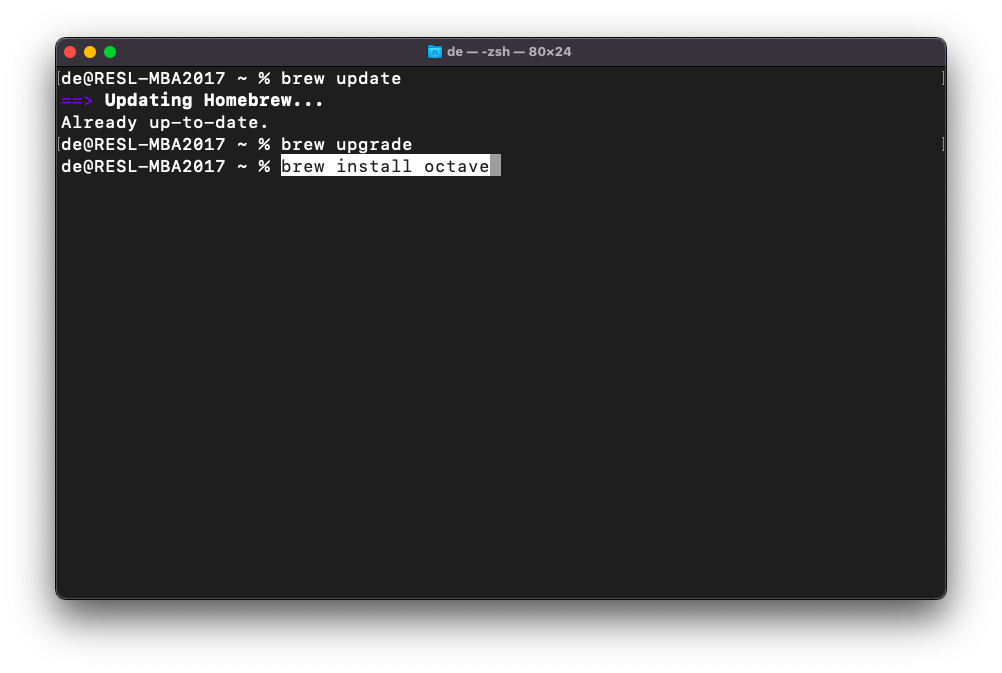 de — -zsh — 80×24
[de@RESL-MBA2017 ~ % brew update ]
==> Updating Homebrew...
Already up-to-date.
[de@RESL-MBA2017 ~ % brew upgrade ]
de@RESL-MBA2017 ~ % brew install octave